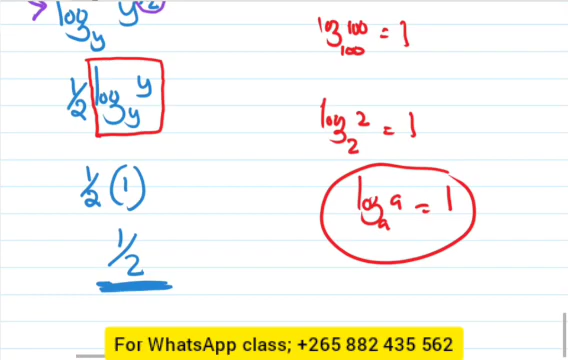 log_y y^(1/2)
1/2 log_y y
1/2 (1)
1/2
log_100 100 = 1
log_2 2 = 1
log_a a = 1
For WhatsApp class; +265 882 435 562